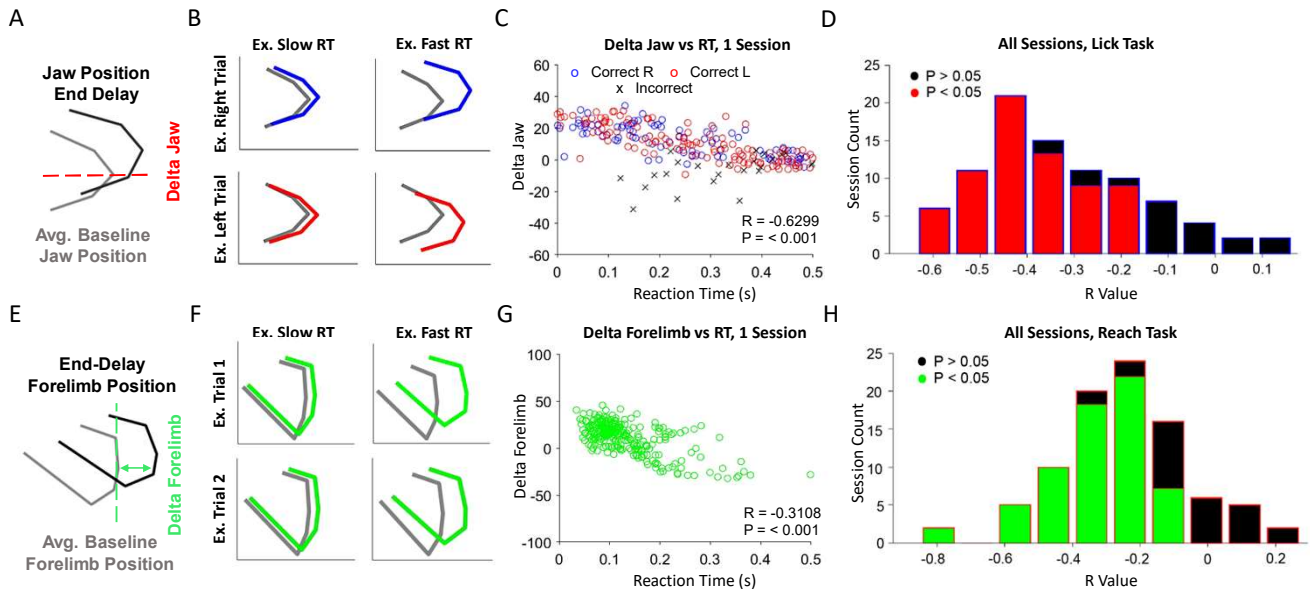 A
Jaw Position
End Delay
Delta Jaw
Avg. Baseline
Jaw Position
B
Ex. Slow RT
Ex. Fast RT
Ex. Right Trial
Ex. Left Trial
C
Delta Jaw vs RT, 1 Session
Correct R
Correct L
x Incorrect
Delta Jaw
60
40
20
0
-20
-40
-60
R = -0.6299
P = < 0.001
0 0.1 0.2 0.3 0.4 0.5
Reaction Time (s)
D
All Sessions, Lick Task
P > 0.05
P < 0.05
Session Count
25
20
15
10
5
0
-0.6 -0.5 -0.4 -0.3 -0.2 -0.1 0 0.1
R Value
E
End-Delay
Forelimb Position
Delta Forelimb
Avg. Baseline
Forelimb Position
F
Ex. Slow RT
Ex. Fast RT
Ex. Trial 1
Ex. Trial 2
G
Delta Forelimb vs RT, 1 Session
Delta Forelimb
100
50
0
-50
-100
R = -0.3108
P = < 0.001
0 0.1 0.2 0.3 0.4 0.5
Reaction Time (s)
H
All Sessions, Reach Task
P > 0.05
P < 0.05
Session Count
25
20
15
10
5
0
-0.8 -0.6 -0.4 -0.2 0 0.2
R Value